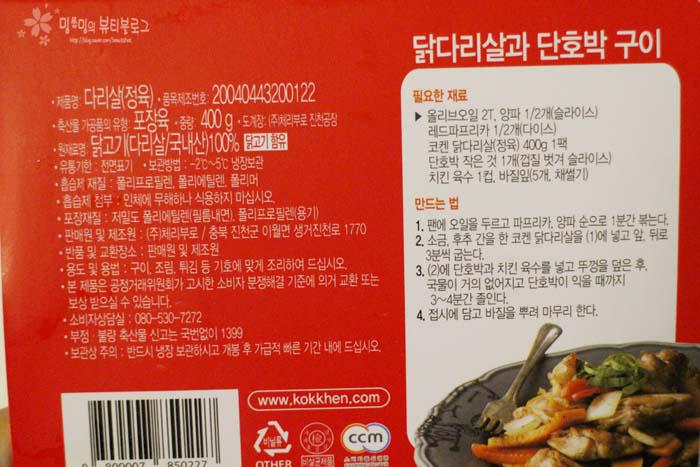 밍뿅밍의 뷰티블로그
닭다리살과 단호박 구이
• 제품명: 다리살(정육) • 품목제조번호: 20040443200122
• 축산물 가공품의 유형: 포장육 • 중량: 400 g • 도계장: (주)체리부로 진천공장
• 원재료명: 닭고기(다리살/국내산)100% 닭고기 함유
• 유통기한: 전면표기 • 보관방법 : -2℃~5℃ 냉장보관
• 흡습제 재질 : 폴리프로필렌, 폴리에틸렌, 폴리머
• 흡습제 첨부 : 인체에 무해하나 식용하지 마십시오.
• 포장재질 : 재밀도 폴리에틸렌(필름내면), 폴리프로필렌(용기)
• 판매원 및 제조원 : (주)체리부로 / 충북 진천군 이월면 생거진천로 1770
• 반품 및 교환장소 : 판매원 및 제조원
• 용도 및 용법 : 구이, 조림, 튀김 등 기호에 맞게 조리하여 드십시오.
• 본 제품은 공정거래위원회가 고시한 소비자 분쟁해결 기준에 의거 교환 또는
보상 받으실 수 있습니다.
• 소비자상담실 : 080-530-7272
• 부정 · 불량 축산물 신고는 국번없이 1399
• 보관상 주의 : 반드시 냉장 보관하시고 개봉 후 가급적 빠른 기간 내에 드십시오.
필요한 재료
▶ 올리브오일 2T, 양파 1/2개(슬라이스)
레드파프리카 1/2개(다이스)
코켄 닭다리살(정육) 400g 1팩
단호박 작은 것 1개(껍질 벗겨 슬라이스)
치킨 육수 1컵, 바질잎(5개, 채썰기)
만드는 법
1. 팬에 오일을 두르고 파프리카, 양파 순으로 1분간 볶는다.
2. 소금, 후추 간을 한 코켄 닭다리살을 (1)에 넣고 앞, 뒤로
3분씩 굽는다.
3. (2)에 단호박과 치킨 육수를 넣고 뚜껑을 덮은 후,
국물이 거의 없어지고 단호박이 익을 때까지
3~4분간 졸인다.
4. 접시에 담고 바질을 뿌려 마무리 한다.
www.kokkhen.com
비닐류
OTHER
ccm
850227